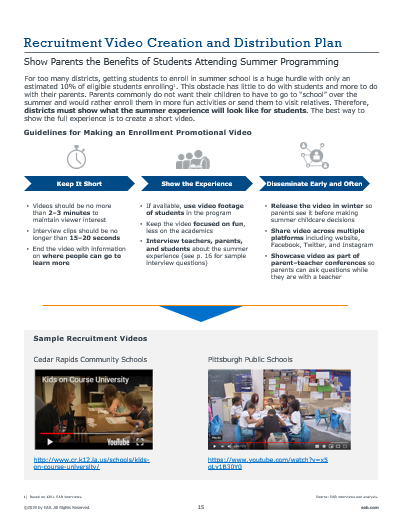 Recruitment Video Creation and Distribution Plan
Show Parents the Benefits of Students Attending Summer Programming
For too many districts, getting students to enroll in summer school is a huge hurdle with only an
estimated 10% of eligible students enrolling¹. This obstacle has little to do with students and more to do
with their parents. Parents commonly do not want their children to have to go to “school” over the
summer and would rather enroll them in more fun activities or send them to visit relatives. Therefore,
districts must show what the summer experience will look like for students. The best way to
show the full experience is to create a short video.
Guidelines for Making an Enrollment Promotional Video
Keep It Short
Show the Experience
Disseminate Early and Often
• Videos should be no more
than 2–3 minutes to
maintain viewer interest
• Interview clips should be no
longer than 15–20 seconds
• End the video with information
on where people can go to
learn more
• If available, use video footage
of students in the program
• Keep the video focused on fun,
less on the academics
• Interview teachers, parents,
and students about the summer
experience (see p. 16 for sample
interview questions)
• Release the video in winter so
parents see it before making
summer childcare decisions
• Share video across multiple
platforms including website,
Facebook, Twitter, and Instagram
• Showcase video as part of
parent-teacher conferences so
parents can ask questions while
they are with a teacher
Sample Recruitment Videos
Cedar Rapids Community Schools
Pittsburgh Public Schools
Kids on Course University
YouTube
http://www.cr.k12.ia.us/schools/kids-
on-course-university/
https://www.youtube.com/watch?v=xS
1) Based on EAB interviews.
Source: EAB interviews and analysis.
©2019 by EAB. All Rights Reserved.
15
eab.com